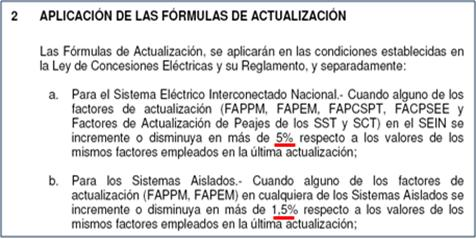 2 APLICACIÓN DE LAS FÓRMULAS DE ACTUALIZACIÓN
Las Fórmulas de Actualización, se aplicarán en las condiciones establecidas en
la Ley de Concesiones Eléctricas y su Reglamento, y separadamente:
a. Para el Sistema Eléctrico Interconectado Nacional.- Cuando alguno de los
factores de actualización (FAPPM, FAPEM, FAPCSPT, FACPSEE y
Factores de Actualización de Peajes de los SST y SCT) en el SEIN se
incremente o disminuya en más de 5% respecto a los valores de los
mismos factores empleados en la última actualización;
b. Para los Sistemas Aislados.- Cuando alguno de los factores de
actualización (FAPPM, FAPEM) en cualquiera de los Sistemas Aislados se
incremente o disminuya en más de 1,5% respecto a los valores de los
mismos factores empleados en la última actualización;